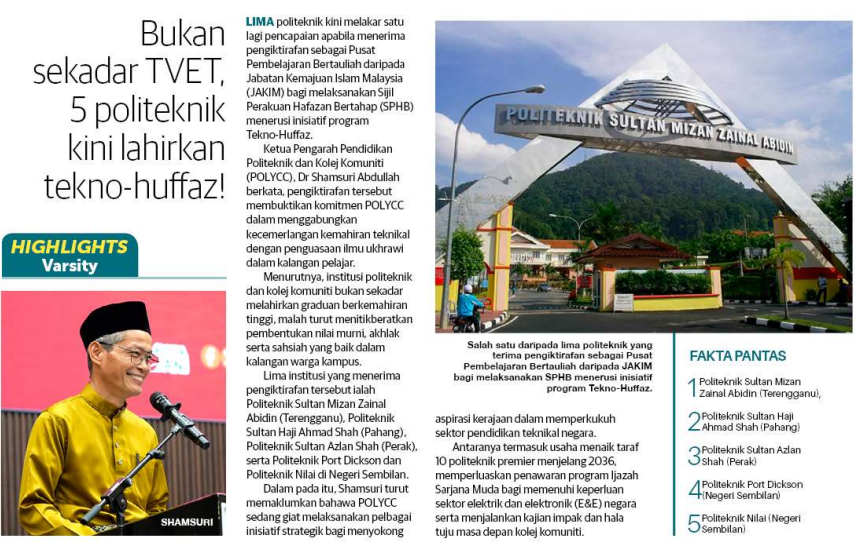 Bukan
sekadar TVET,
5 politeknik
kini lahirkan
tekno-huffaz!
HIGHLIGHTS
Varsity
SHAMSURI
LIMA politeknik kini melakar satu
lagi pencapaian apabila menerima
pengiktirafan sebagai Pusat
Pembelajaran Bertauliah daripada
Jabatan Kemajuan Islam Malaysia
(JAKIM) bagi melaksanakan Sijil
Perakuan Hafazan Bertahap (SPHB)
menerusi inisiatif program
Tekno-Huffaz.
Ketua Pengarah Pendidikan
Politeknik dan Kolej Komuniti
(POLYCC), Dr Shamsuri Abdullah
berkata, pengiktirafan tersebut
membuktikan komitmen POLYCC
dalam menggabungkan
kecemerlangan kemahiran teknikal
dengan penguasaan ilmu ukhrawi
dalam kalangan pelajar.
Menurutnya, institusi politeknik
dan kolej komuniti bukan sekadar
melahirkan graduan berkemahiran
tinggi, malah turut menitikberatkan
pembentukan nilai murni, akhlak
serta sahsiah yang baik dalam
kalangan warga kampus.
Lima institusi yang menerima
pengiktirafan tersebut ialah
Politeknik Sultan Mizan Zainal
Abidin (Terengganu), Politeknik
Sultan Haji Ahmad Shah (Pahang),
Politeknik Sultan Azlan Shah (Perak),
serta Politeknik Port Dickson dan
Politeknik Nilai di Negeri Sembilan.
Dalam pada itu, Shamsuri turut
memaklumkan bahawa POLYCC
sedang giat melaksanakan pelbagai
inisiatif strategik bagi menyokong
POLITEKNIK SULTAN MIZAN ZAINAL ABIDIN
Salah satu daripada lima politeknik yang
terima pengiktirafan sebagai Pusat
Pembelajaran Bertauliah daripada JAKIM
bagi melaksanakan SPHB menerusi inisiatif
program Tekno-Huffaz.
aspirasi kerajaan dalam memperkukuh
sektor pendidikan teknikal negara.
Antaranya termasuk usaha menaik taraf
10 politeknik premier menjelang 2036,
memperluaskan penawaran program Ijazah
Sarjana Muda bagi memenuhi keperluan
sektor elektrik dan elektronik (E&E) negara
serta menjalankan kajian impak dan hala
tuju masa depan kolej komuniti.
FAKTA PANTAS
1 Politeknik Sultan Mizan
Zainal Abidin (Terengganu),
2 Politeknik Sultan Haji
Ahmad Shah (Pahang)
3 Politeknik Sultan Azlan
Shah (Perak)
4 Politeknik Port Dickson
(Negeri Sembilan)
5 Politeknik Nilai (Negeri
Sembilan)